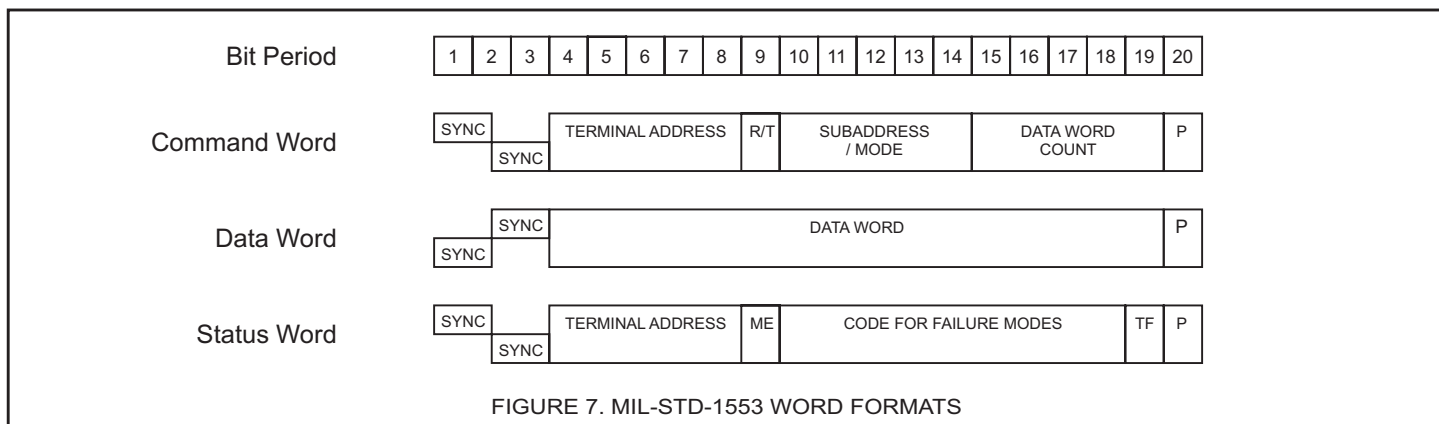 Bit Period 1 2 3 4 5 6 7 8 9 10 11 12 13 14 15 16 17 18 19 20
Command Word SYNC SYNC TERMINAL ADDRESS R/T SUBADDRESS / MODE DATA WORD COUNT P
Data Word SYNC SYNC DATA WORD P
Status Word SYNC SYNC TERMINAL ADDRESS ME CODE FOR FAILURE MODES TF P
FIGURE 7. MIL-STD-1553 WORD FORMATS